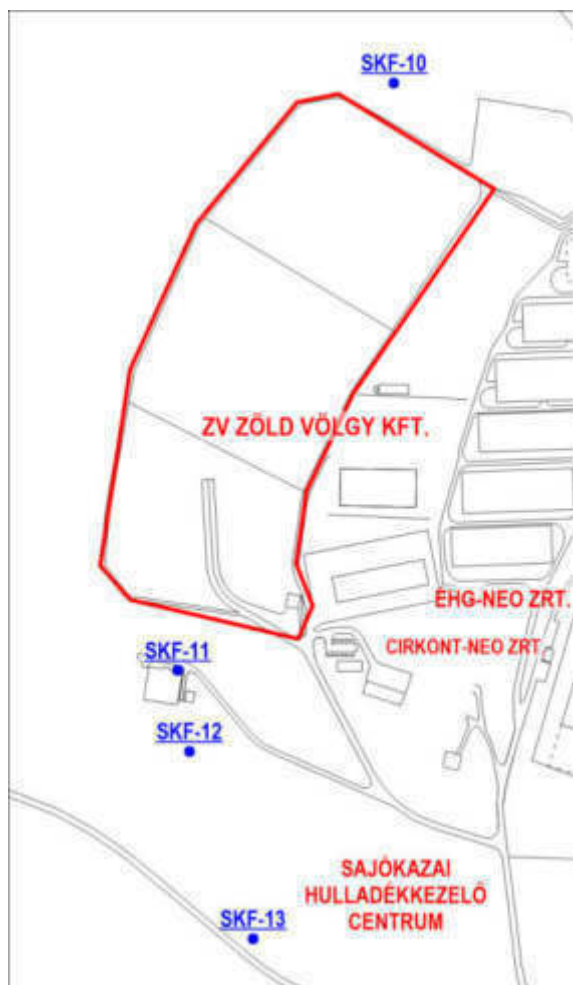 SKF-10
ZV ZÖLD VÖLGY KFT.
ÉHG-NEO ZRT.
CIRKONT-NEO ZRT
SKF-11
SKF-12
SAJÓKAZAI
HULLADÉKKEZELŐ
CENTRUM
SKF-13